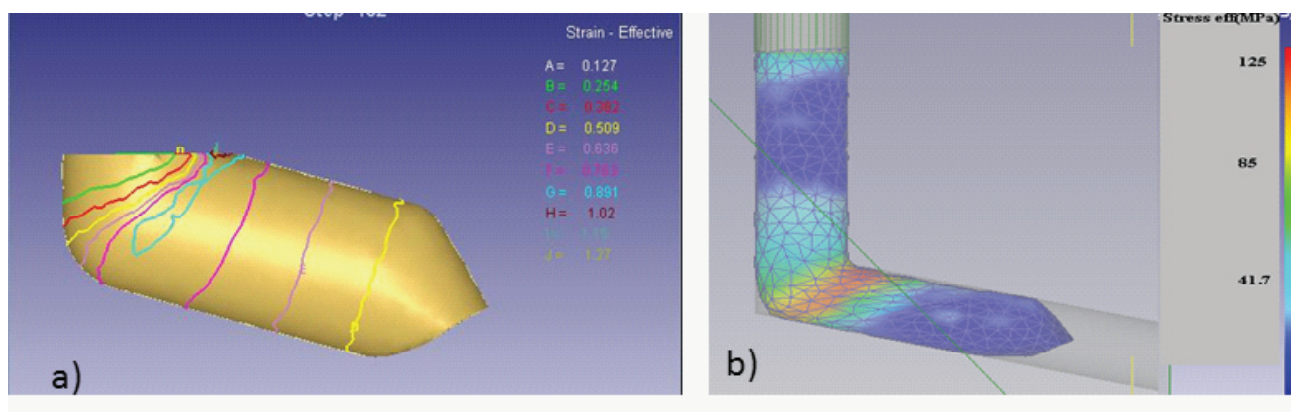 Strain - Effective
A = 0.127
B = 0.254
C = 0.382
D = 0.509
E = 0.636
G = 0.891
H = 1.02
J = 1.27
a)
Stress eff(MPa)
125
85
41.7
b)